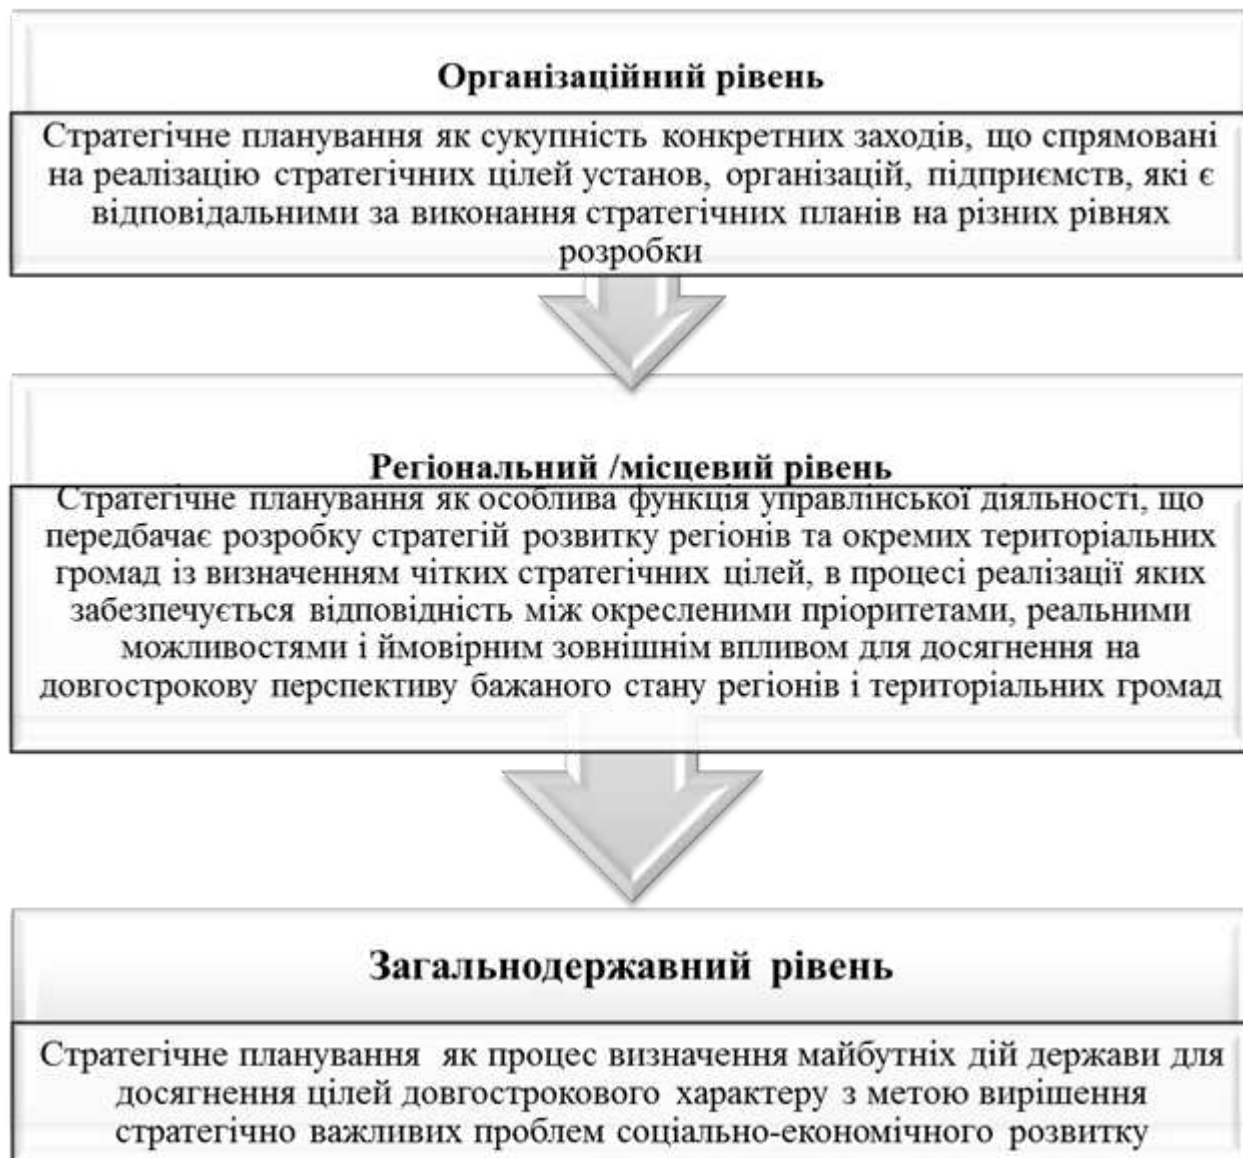 Організаційний рівень
Стратегічне планування як сукупність конкретних заходів, що спрямовані
на реалізацію стратегічних цілей установ, організацій, підприємств, які є
відповідальними за виконання стратегічних планів на різних рівнях
розробки
Регіональний /місцевий рівень
Стратегічне планування як особлива функція управлінської діяльності, що
передбачає розробку стратегій розвитку регіонів та окремих територіальних
громад із визначенням чітких стратегічних цілей, в процесі реалізації яких
забезпечується відповідність між окресленими пріоритетами, реальними
можливостями і ймовірним зовнішнім впливом для досягнення на
довгострокову перспективу бажаного стану регіонів і територіальних громад
Загальнодержавний рівень
Стратегічне планування як процес визначення майбутніх дій держави для
досягнення цілей довгострокового характеру з метою вирішення
стратегічно важливих проблем соціально-економічного розвитку